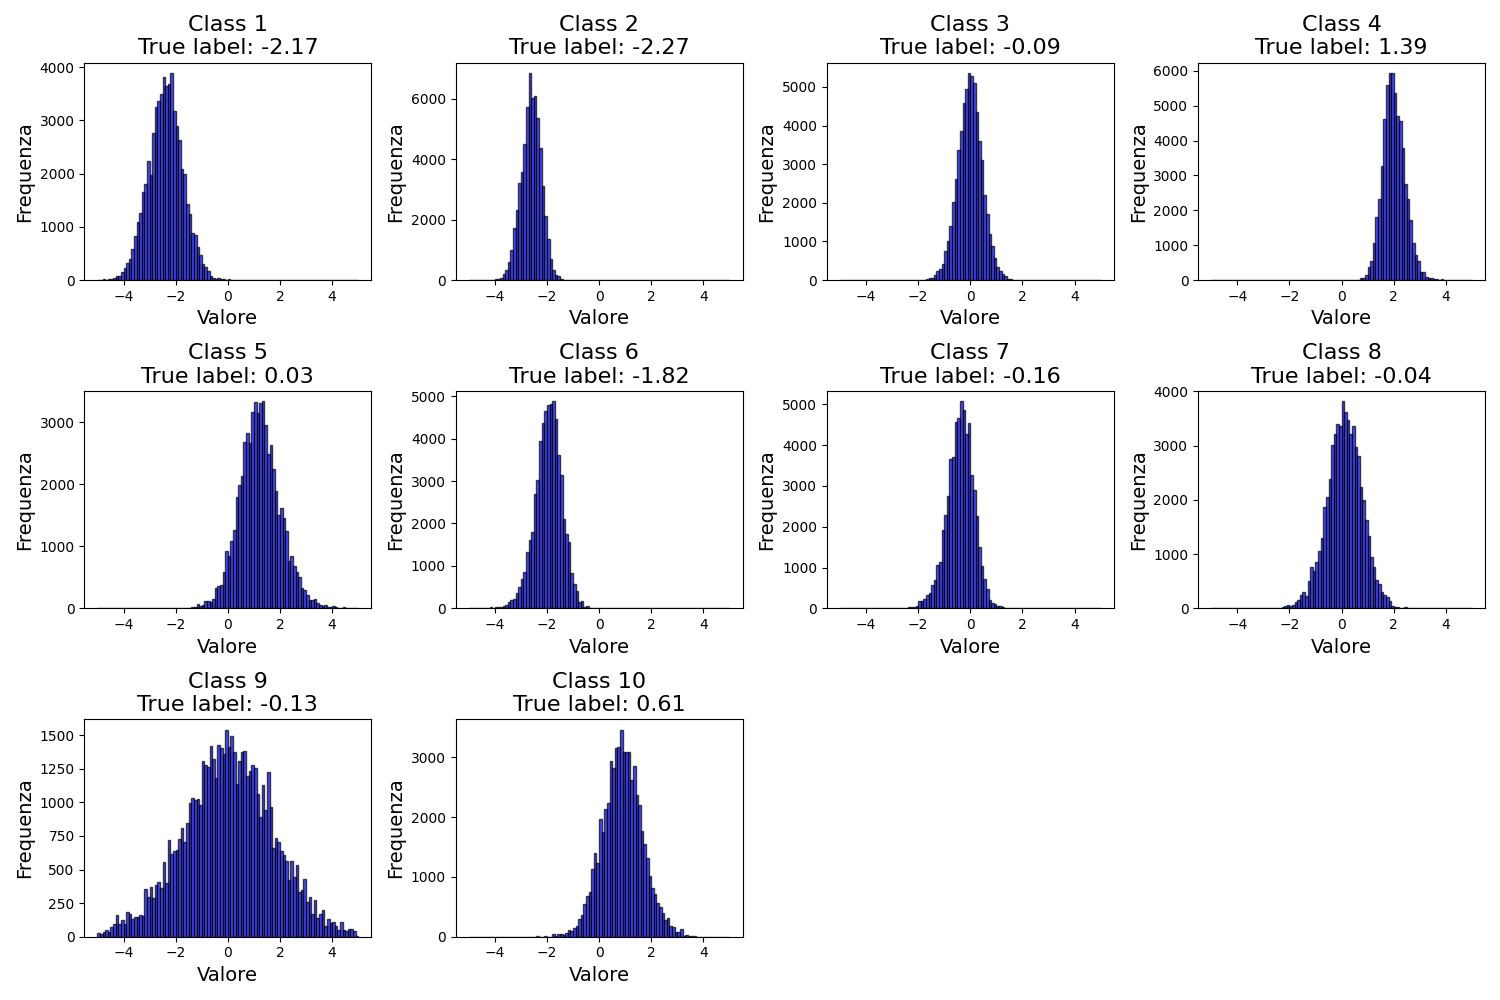 Class 1
True label: -2.17
Frequenza
4000
3000
2000
1000
0
−4 −2 0 2 4
Valore
Class 2
True label: -2.27
Frequenza
6000
4000
2000
0
−4 −2 0 2 4
Valore
Class 3
True label: -0.09
Frequenza
5000
4000
3000
2000
1000
0
−4 −2 0 2 4
Valore
Class 4
True label: 1.39
Frequenza
6000
5000
4000
3000
2000
1000
0
−4 −2 0 2 4
Valore
Class 5
True label: 0.03
Frequenza
3000
2000
1000
0
−4 −2 0 2 4
Valore
Class 6
True label: -1.82
Frequenza
5000
4000
3000
2000
1000
0
−4 −2 0 2 4
Valore
Class 7
True label: -0.16
Frequenza
5000
4000
3000
2000
1000
0
−4 −2 0 2 4
Valore
Class 8
True label: -0.04
Frequenza
4000
3000
2000
1000
0
−4 −2 0 2 4
Valore
Class 9
True label: -0.13
Frequenza
1500
1250
1000
750
500
250
0
−4 −2 0 2 4
Valore
Class 10
True label: 0.61
Frequenza
3000
2000
1000
0
−4 −2 0 2 4
Valore